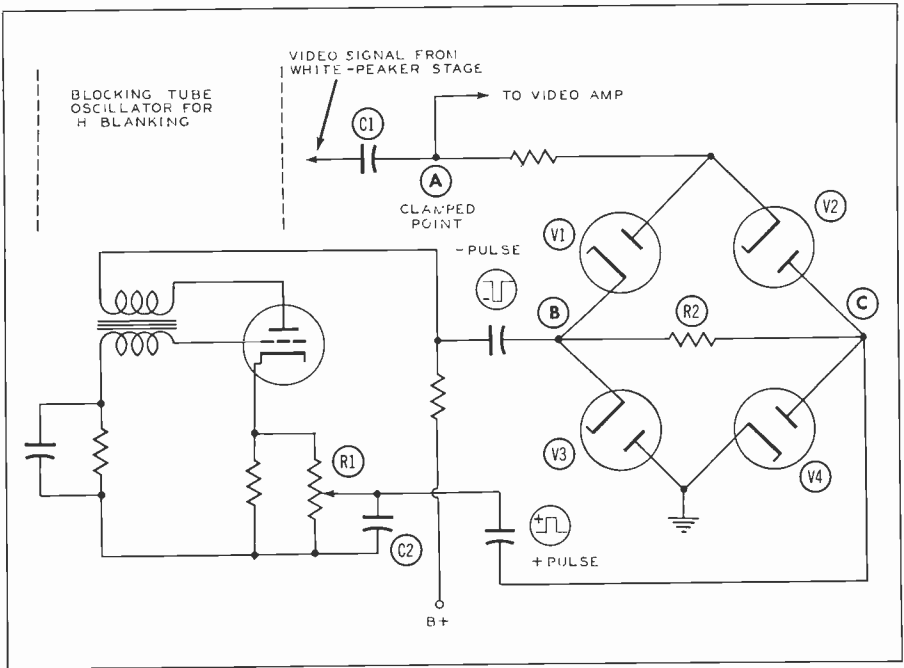 VIDEO SIGNAL FROM
WHITE-PEAKER STAGE
BLOCKING TUBE
OSCILLATOR FOR
H BLANKING
TO VIDEO AMP
C1
A
CLAMPED
POINT
V1
V2
-PULSE
-
B
R2
C
V3
V4
R1
C2
+
+PULSE
B+